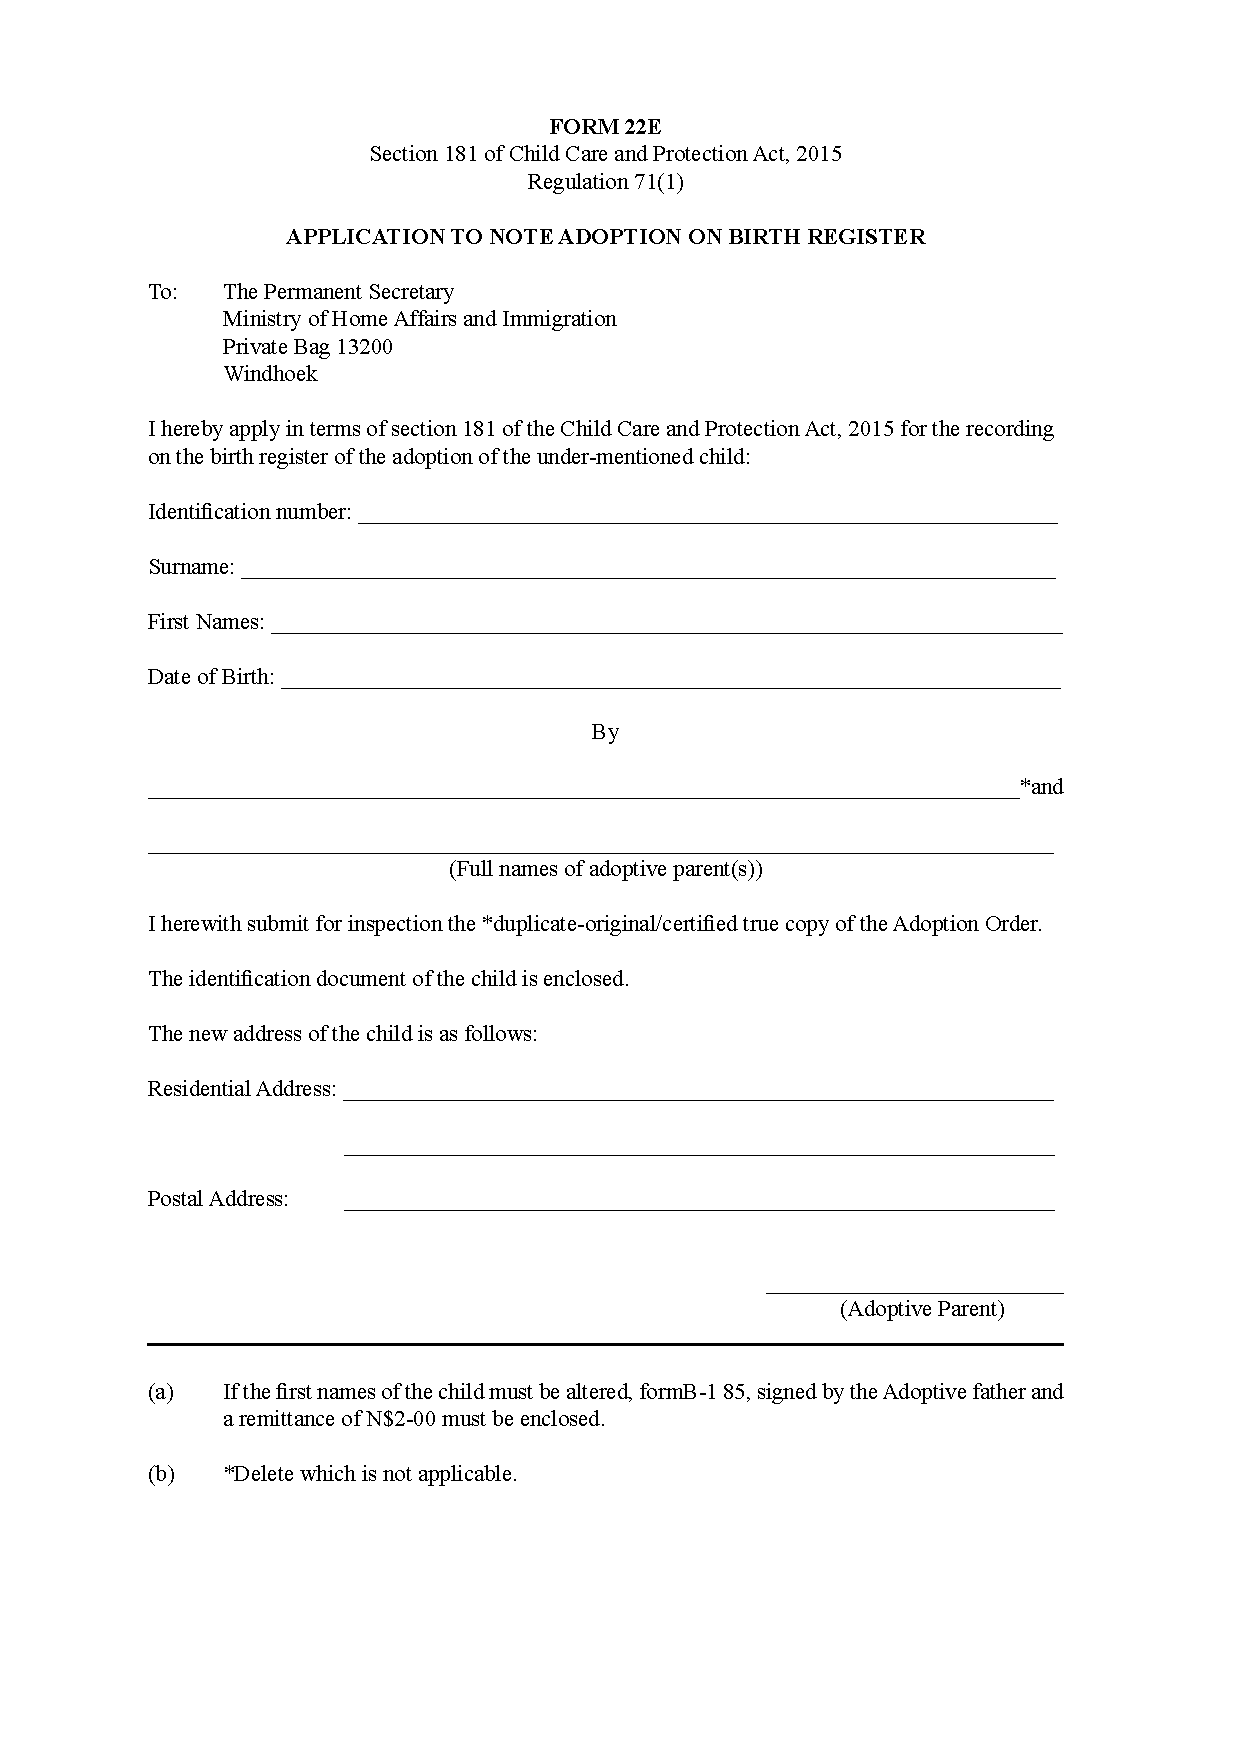 FORM 22E
Section 181 of Child Care and Protection Act, 2015
Regulation 71(1)
APPLICATION TO NOTE ADOPTION ON BIRTH REGISTER
To: The Permanent Secretary
Ministry of Home Affairs and Immigration
Private Bag 13200
Windhoek
I hereby apply in terms of section 181 of the Child Care and Protection Act, 2015 for the recording
on the birth register of the adoption of the under-mentioned child:
Identification number:
Surname:
First Names:
Date of Birth:
By
*and
(Full names of adoptive parent(s))
I herewith submit for inspection the *duplicate-original/certified true copy of the Adoption Order.
The identification document of the child is enclosed.
The new address of the child is as follows:
Residential Address:
Postal Address:
(Adoptive Parent)
(a) If the first names of the child must be altered, formB-1 85, signed by the Adoptive father and
a remittance of N$2-00 must be enclosed.
(b) *Delete which is not applicable.